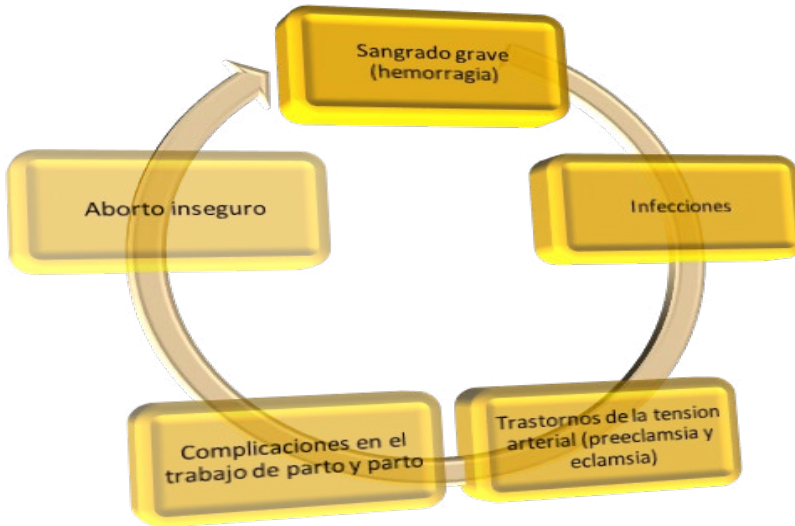 Sangrado grave
(hemorragia)
Infecciones
Trastornos de la tension
arterial (preeclamsia y
eclamsia)
Complicaciones en el
trabajo de parto y parto
Aborto inseguro